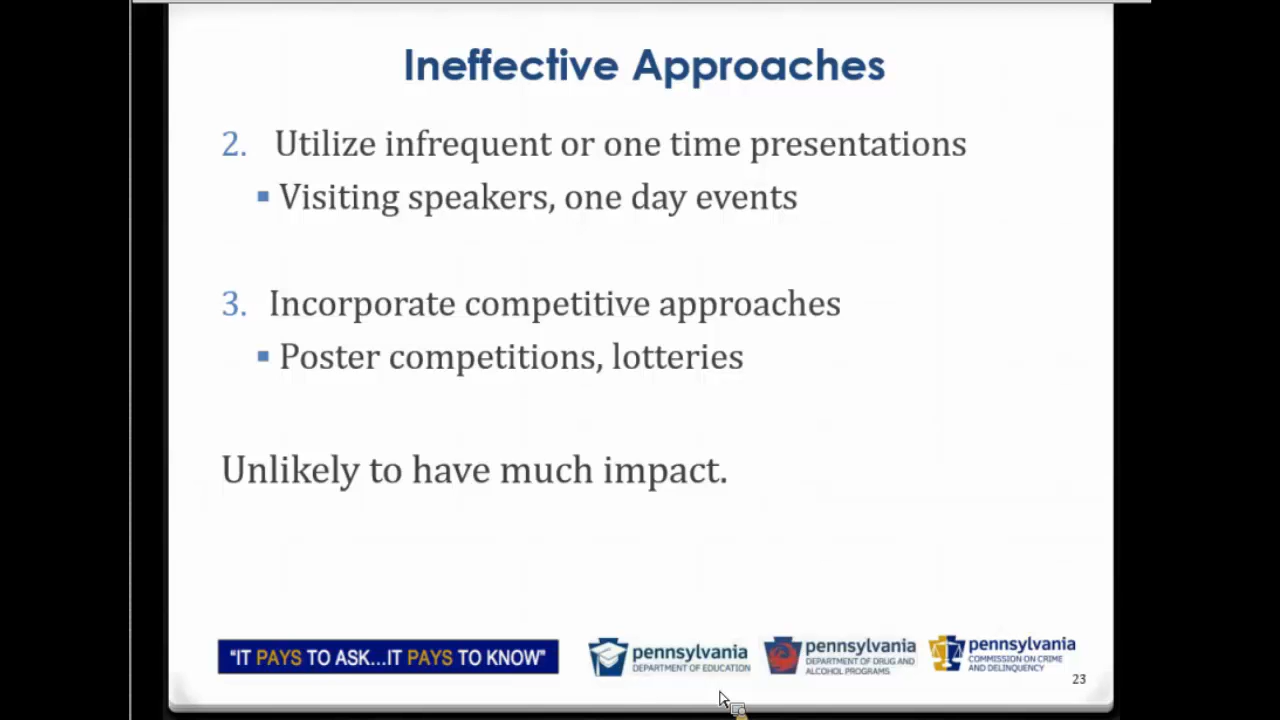 Ineffective Approaches
2. Utilize infrequent or one time presentations
▪ Visiting speakers, one day events
3. Incorporate competitive approaches
▪ Poster competitions, lotteries
Unlikely to have much impact.
“IT PAYS TO ASK...IT PAYS TO KNOW”
pennsylvania
DEPARTMENT OF EDUCATION
pennsylvania
DEPARTMENT OF DRUG AND
ALCOHOL PROGRAMS
pennsylvania
COMMISSION ON CRIME
AND DELINQUENCY
23